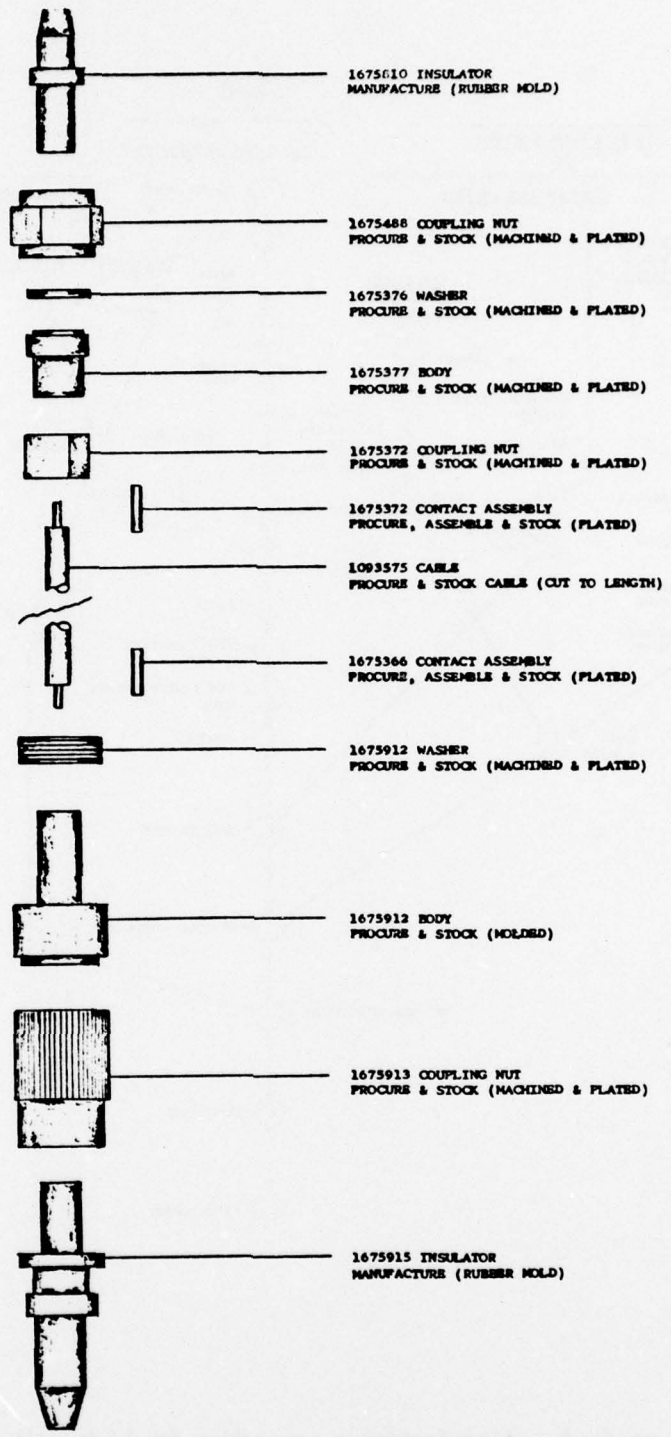 1675810 INSULATOR
MANUFACTURE (RUBBER MOLD)
1675488 COUPLING NUT
PROCURE & STOCK (MACHINED & PLATED)
1675376 WASHER
PROCURE & STOCK (MACHINED & PLATED)
1675377 BODY
PROCURE & STOCK (MACHINED & PLATED)
1675372 COUPLING NUT
PROCURE & STOCK (MACHINED & PLATED)
1675372 CONTACT ASSEMBLY
PROCURE, ASSEMBLE & STOCK (PLATED)
1093575 CABLE
PROCURE & STOCK CABLE (CUT TO LENGTH)
1675366 CONTACT ASSEMBLY
PROCURE, ASSEMBLE & STOCK (PLATED)
1675912 WASHER
PROCURE & STOCK (MACHINED & PLATED)
1675912 BODY
PROCURE & STOCK (MOLDED)
1675913 COUPLING NUT
PROCURE & STOCK (MACHINED & PLATED)
1675915 INSULATOR
MANUFACTURE (RUBBER MOLD)